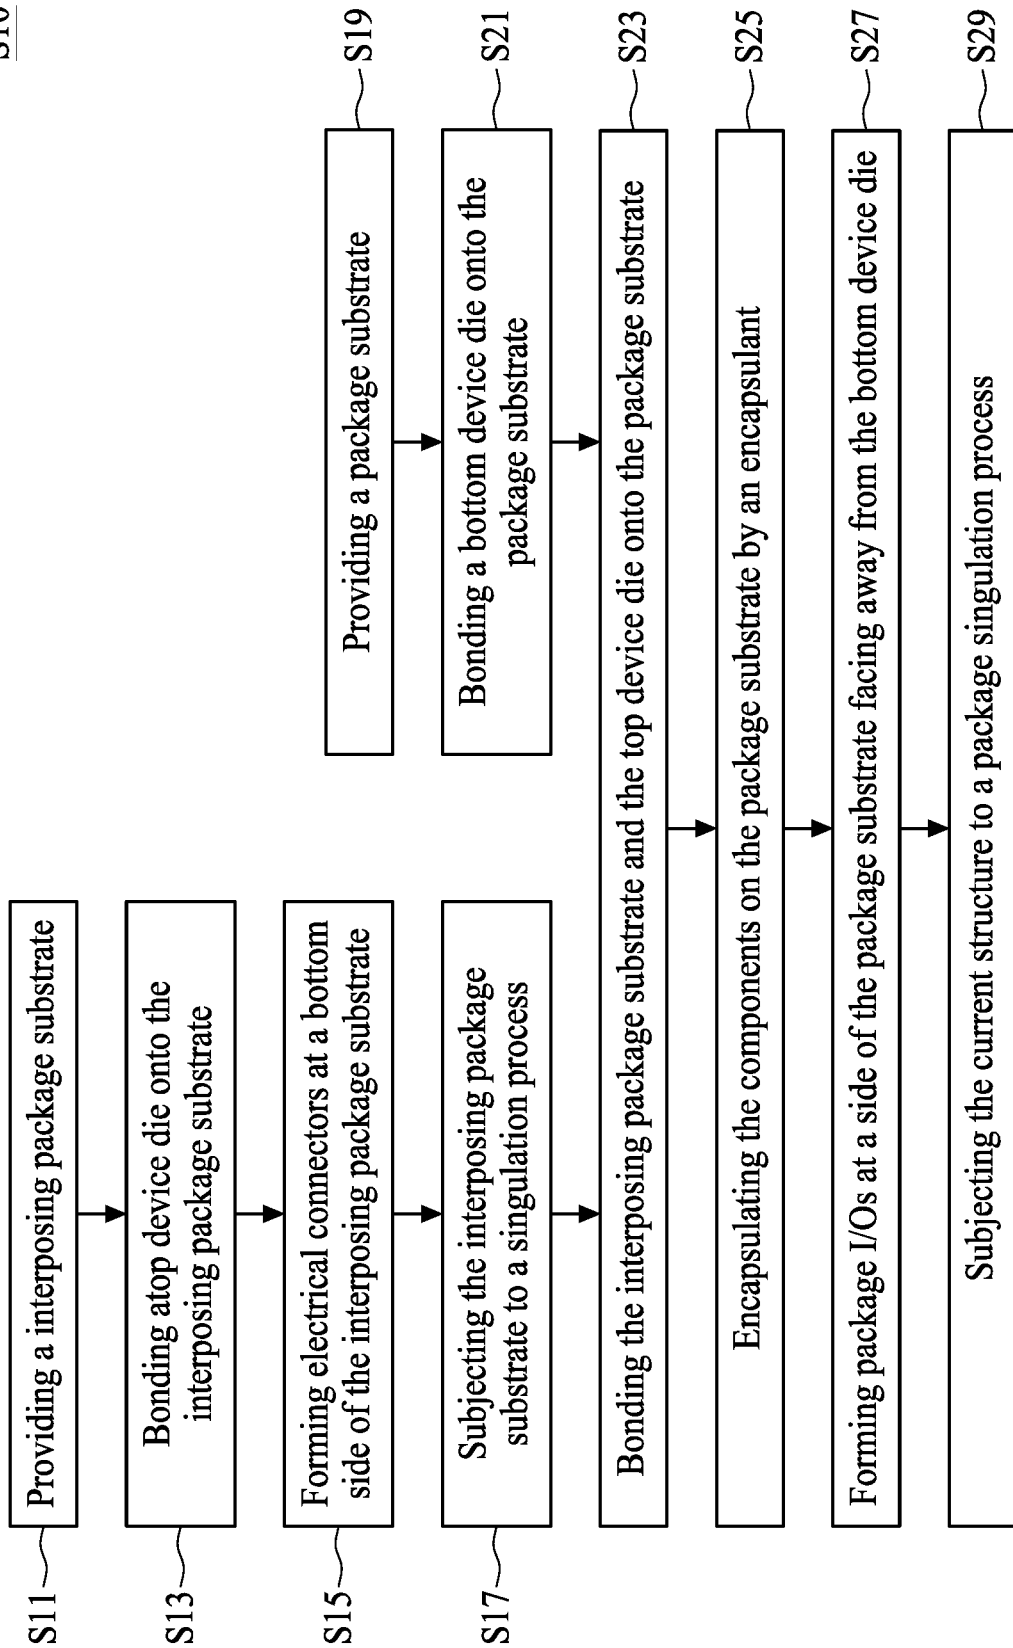 S10
S11
Providing a interposing package substrate
S13
Bonding atop device die onto the
interposing package substrate
S15
Forming electrical connectors at a bottom
side of the interposing package substrate
S17
Subjecting the interposing package
substrate to a singulation process
Providing a package substrate
S19
Bonding a bottom device die onto the
package substrate
S21
Bonding the interposing package substrate and the top device die onto the package substrate
S23
Encapsulating the components on the package substrate by an encapsulant
S25
Forming package I/Os at a side of the package substrate facing away from the bottom device die
S27
Subjecting the current structure to a package singulation process
S29